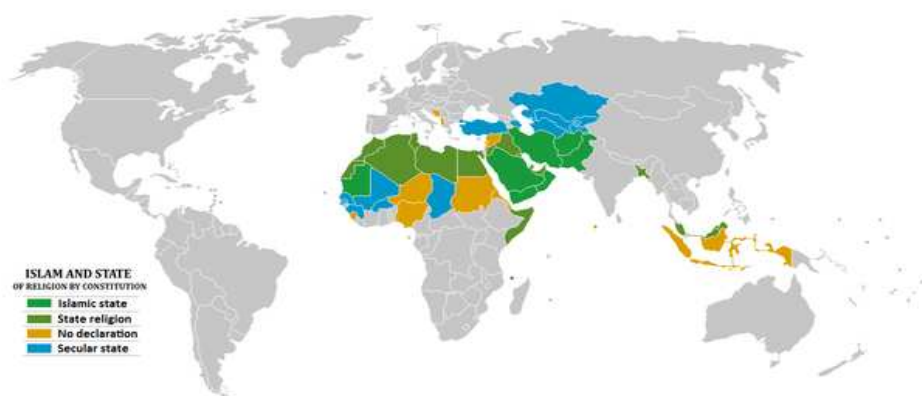 ISLAM AND STATE
OF RELIGION BY CONSTITUTION
Islamic state
State religion
No declaration
Secular state